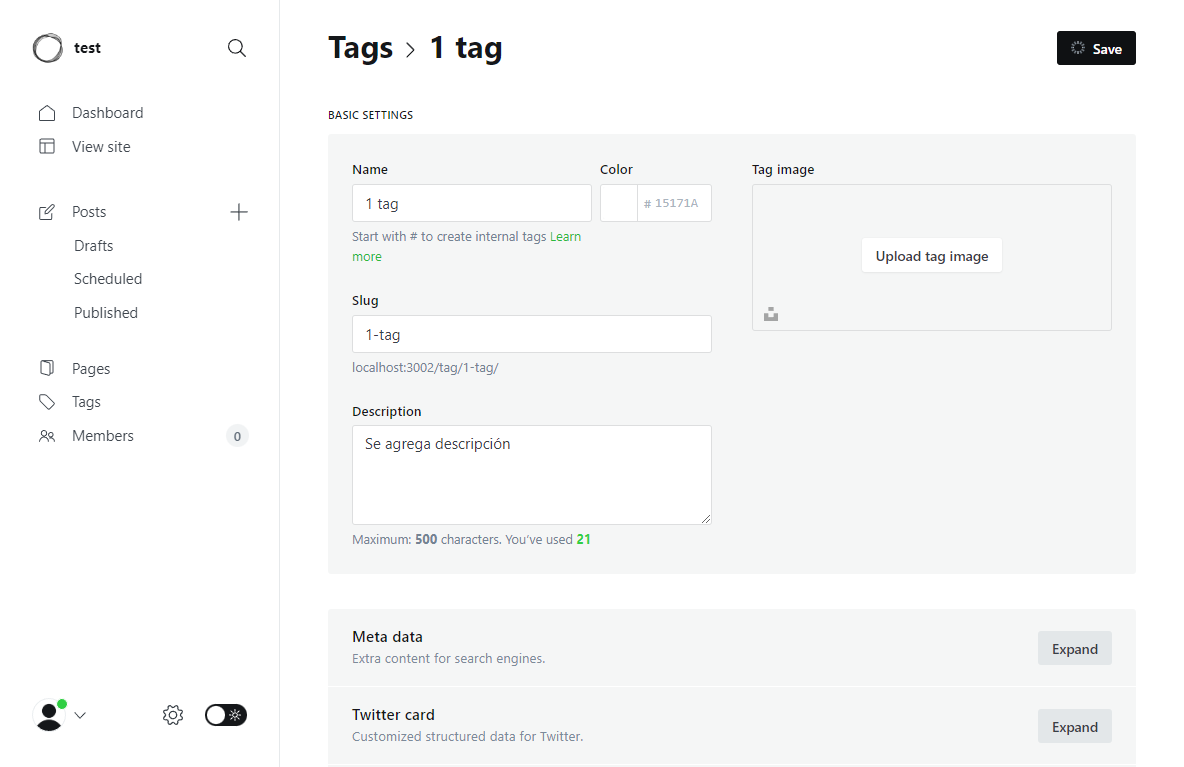 test
Dashboard
View site
Posts
Drafts
Scheduled
Published
Pages
Tags
Members
0
Tags > 1 tag
Save
BASIC SETTINGS
Name
1 tag
Start with # to create internal tags Learn
more
Color
# 15171A
Slug
1-tag
localhost:3002/tag/1-tag/
Description
Se agrega descripción
Maximum: 500 characters. You’ve used 21
Tag image
Upload tag image
Meta data
Extra content for search engines.
Expand
Twitter card
Customized structured data for Twitter.
Expand